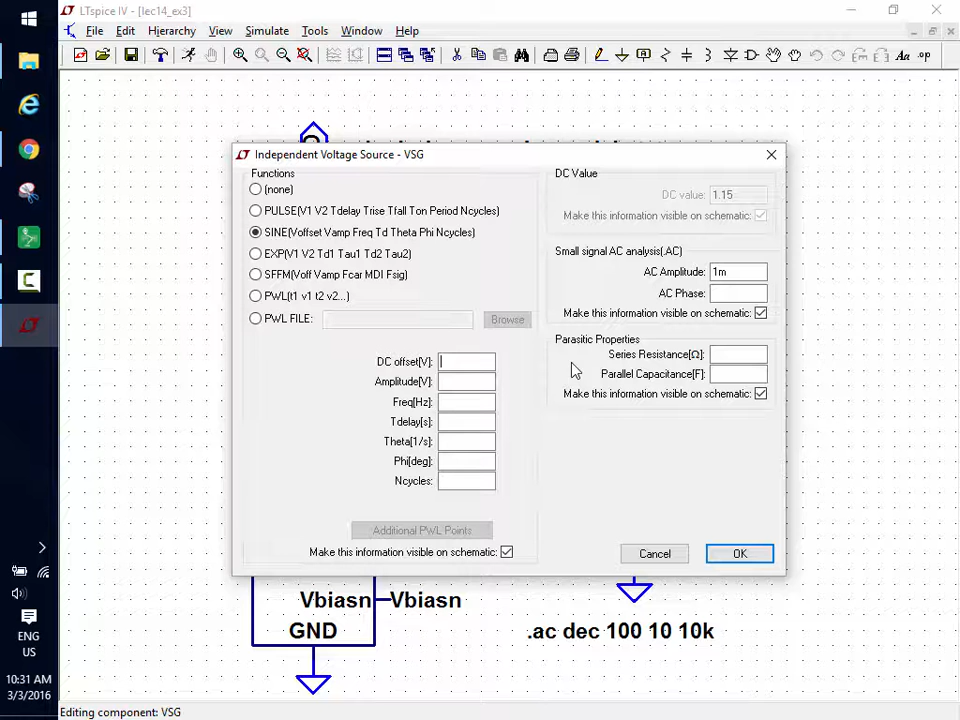 LTspice IV - [lec14_ex3]
File Edit Hierarchy View Simulate Tools Window Help
Aa .op
Independent Voltage Source - VSG
Functions
(none)
PULSE(V1 V2 Tdelay Trise Tfall Ton Period Ncycles)
SINE(Voffset Vamp Freq Td Theta Phi Ncycles)
EXP(V1 V2 Td1 Tau1 Td2 Tau2)
SFFM(Voff Vamp Fcar MDI Fsig)
PWL(t1 v1 t2 v2...)
PWL FILE: Browse
DC offset[V]:
Amplitude[V]:
Freq[Hz]:
Tdelay[s]:
Theta[1/s]:
Phi[deg]:
Ncycles:
Additional PWL Points
Make this information visible on schematic:
DC Value
DC value: 1.15
Make this information visible on schematic:
Small signal AC analysis(.AC)
AC Amplitude: 1m
AC Phase:
Make this information visible on schematic:
Parasitic Properties
Series Resistance[Ω]:
Parallel Capacitance[F]:
Make this information visible on schematic:
Cancel OK
Vbiasn Vbiasn
GND
.ac dec 100 10 10k
ENG
US
10:31 AM
3/3/2016
Editing component: VSG